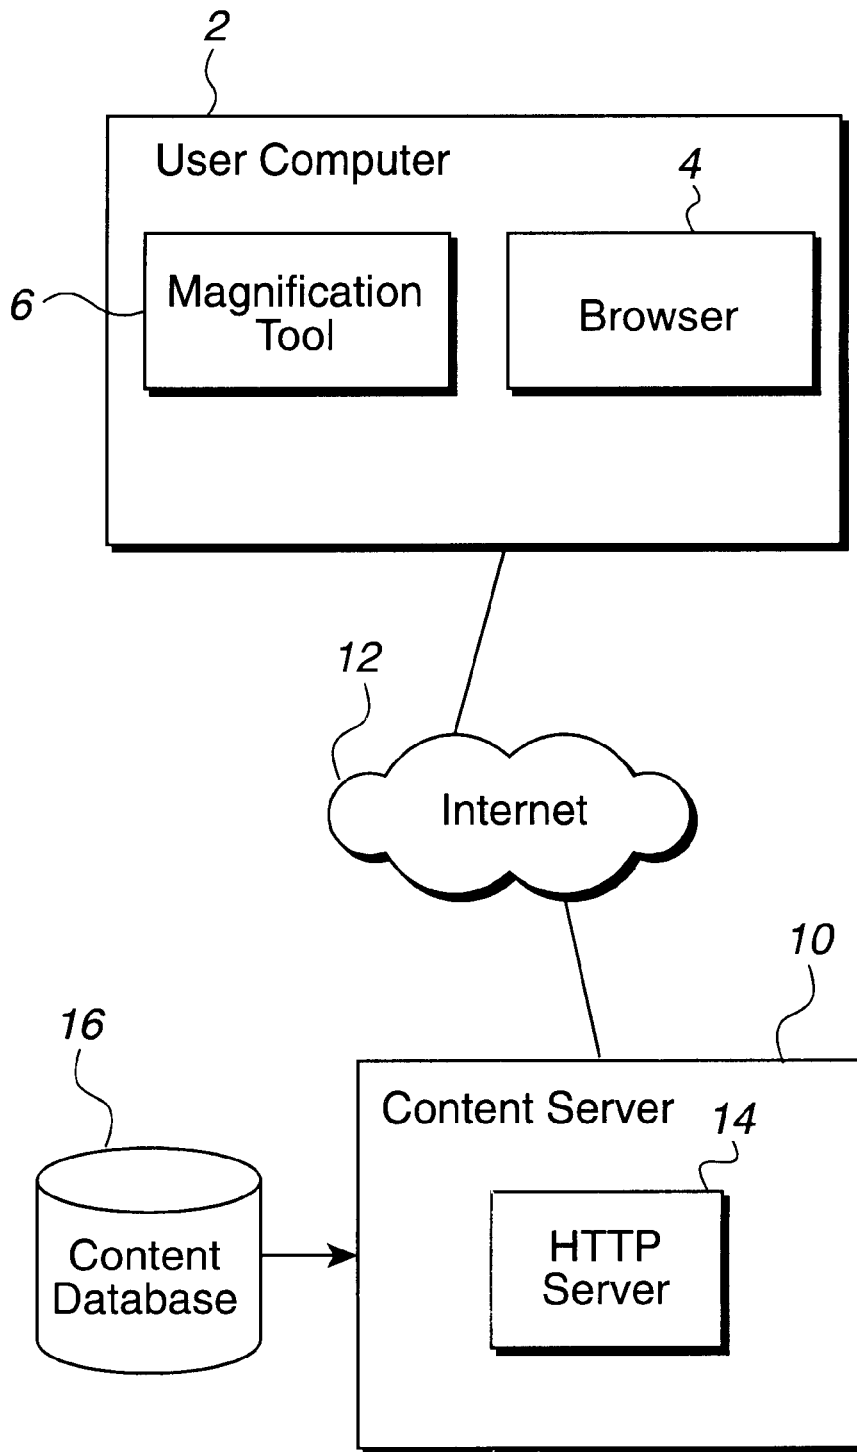 2
User Computer
4
6
Magnification
Tool
Browser
12
Internet
10
16
Content Server
14
Content
Database
HTTP
Server